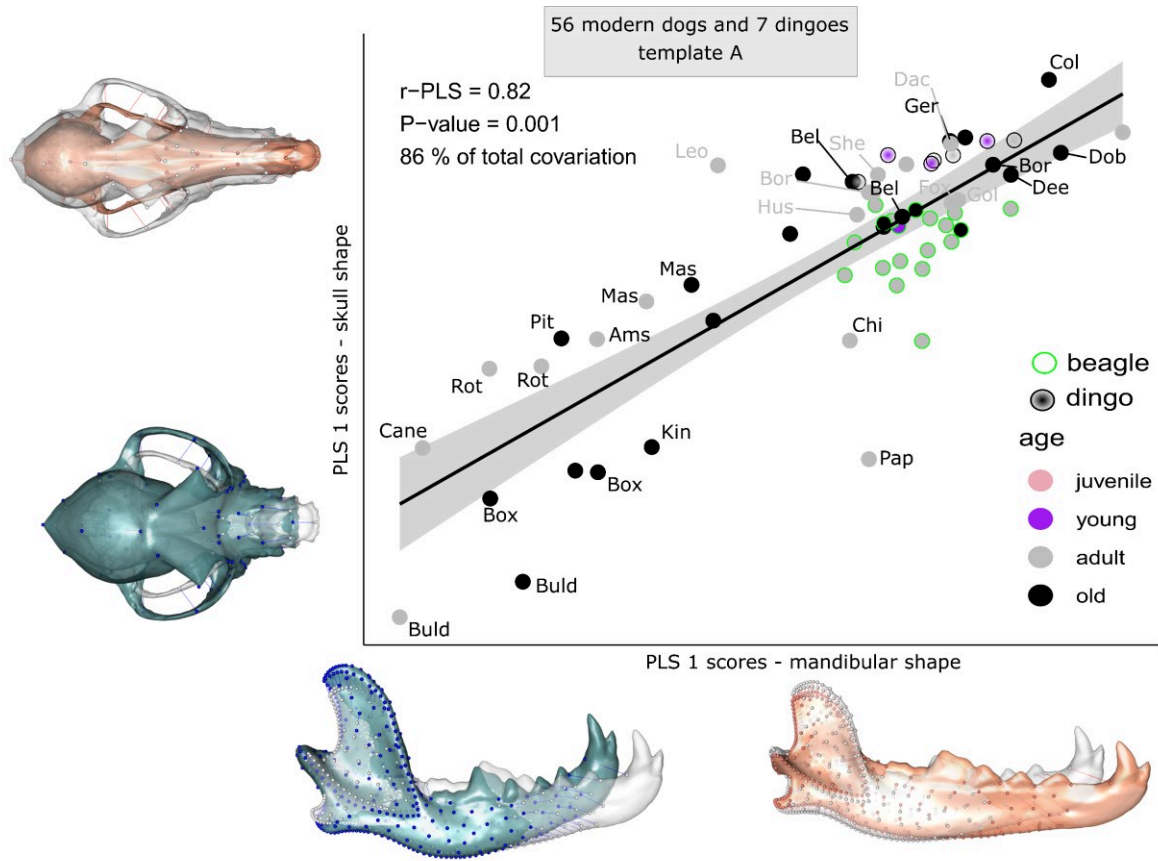 56 modern dogs and 7 dingoes
template A
r−PLS = 0.82
P−value = 0.001
86 % of total covariation
Col
Dac
Ger
Leo
Bel
She
Bor
Hus
Bel
Fox
Gol
Bor
Dee
Dob
Mas
Mas
Pit
Ams
Rot
Rot
Chi
Cane
Kin
Pap
Box
Box
Buld
Buld
beagle
dingo
age
juvenile
young
adult
old
PLS 1 scores - skull shape
PLS 1 scores - mandibular shape